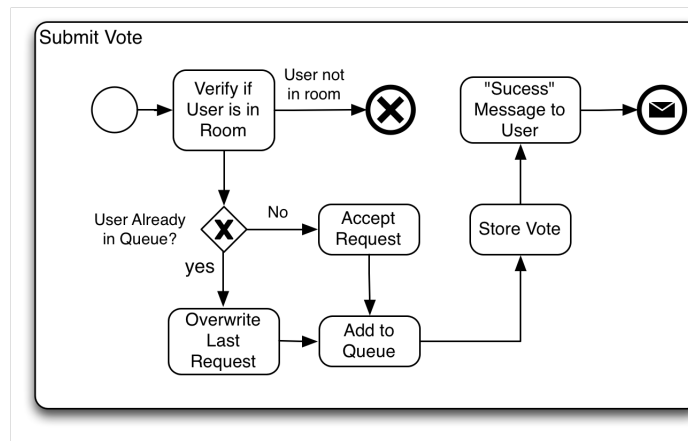 Submit Vote
Verify if
User is in
Room
User not
in room
"Sucess"
Message to
User
User Already
in Queue?
No
yes
Accept
Request
Store Vote
Overwrite
Last
Request
Add to
Queue